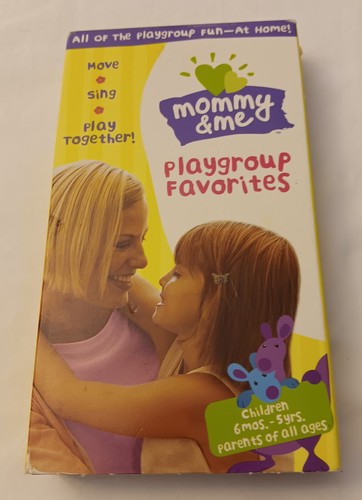 All of The Playgroup Fun—At Home!
Move
Sing
Play
Together!
mommy
&me™
Playgroup
Favorites
Children
6mos.-5yrs.
parents of all ages